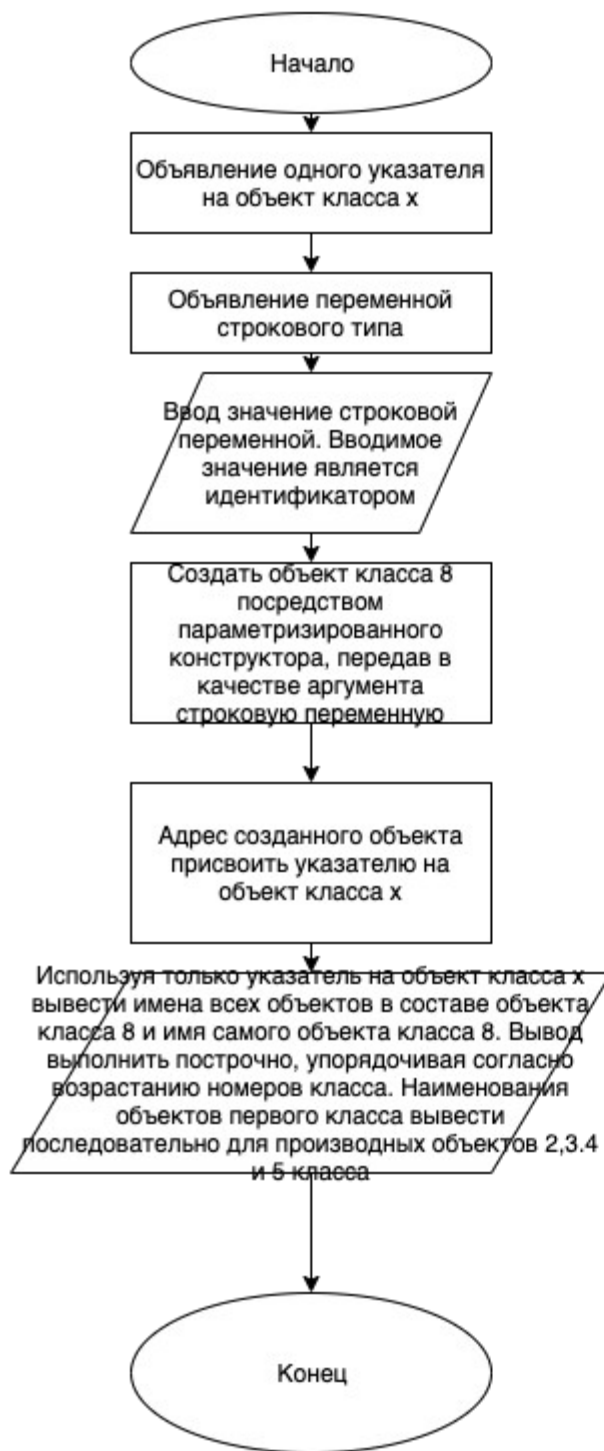 Начало
Объявление одного указателя
на объект класса x
Объявление переменной
строкового типа
Ввод значение строковой
переменной. Вводимое
значение является
идентификатором
Создать объект класса 8
посредством
параметризированного
конструктора, передав в
качестве аргумента
строковую переменную
Адрес созданного объекта
присвоить указателю на
объект класса x
Используя только указатель на объект класса x
вывести имена всех объектов в составе объекта
класса 8 и имя самого объекта класса 8. Вывод
выполнить построчно, упорядочивая согласно
возрастанию номеров класса. Наименования
объектов первого класса вывести
последовательно для производных объектов 2,3.4
и 5 класса
Конец